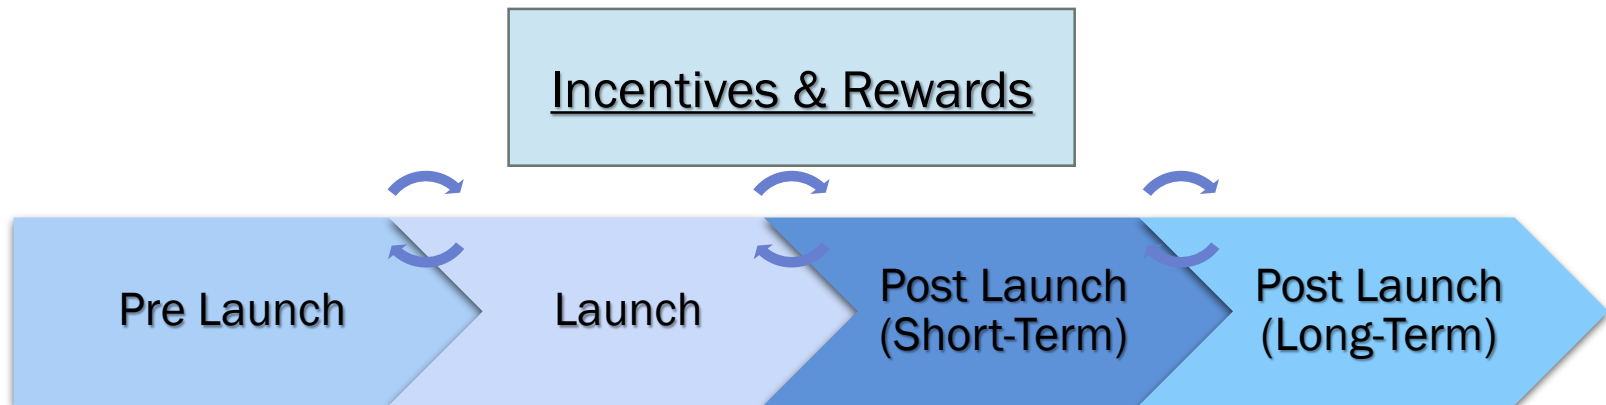 Incentives & Rewards
Pre Launch
Launch
Post Launch
(Short-Term)
Post Launch
(Long-Term)